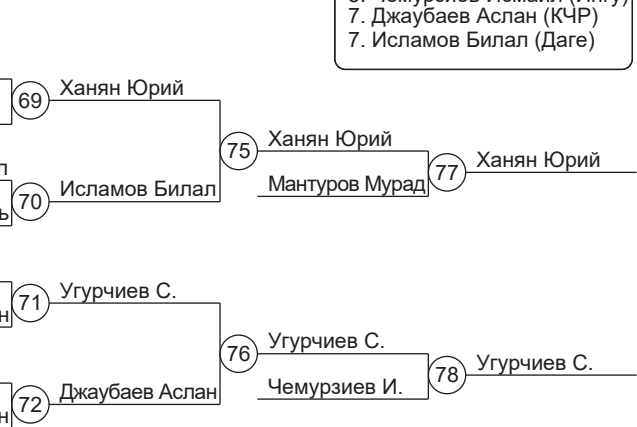 7. Джаубаев Аслан (КЧР)
7. Исламов Билал (Даге)
69 Ханян Юрий
75 Ханян Юрий
77 Ханян Юрий
Мантуров Мурад
л
70 Исламов Билал
ь
71 Угурчиев С.
н
76 Угурчиев С.
78 Угурчиев С.
Чемурзиев И.
72 Джаубаев Аслан
н